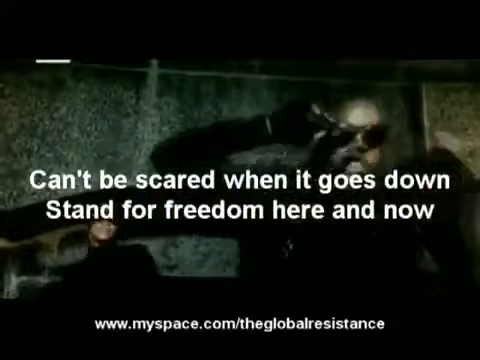 Can't be scared when it goes down
Stand for freedom here and now
www.myspace.com/theglobalresistance